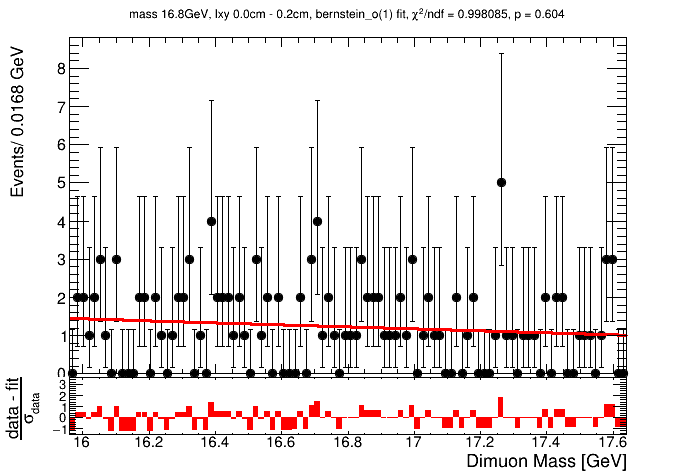 mass 16.8GeV, lxy 0.0cm - 0.2cm, bernstein_o(1) fit, χ²/ndf = 0.998085, p = 0.604
Events/ 0.0168 GeV
8
7
6
5
4
3
2
1
0
data - fit
σdata
3
2
1
0
−1
16 16.2 16.4 16.6 16.8 17 17.2 17.4 17.6
Dimuon Mass [GeV]